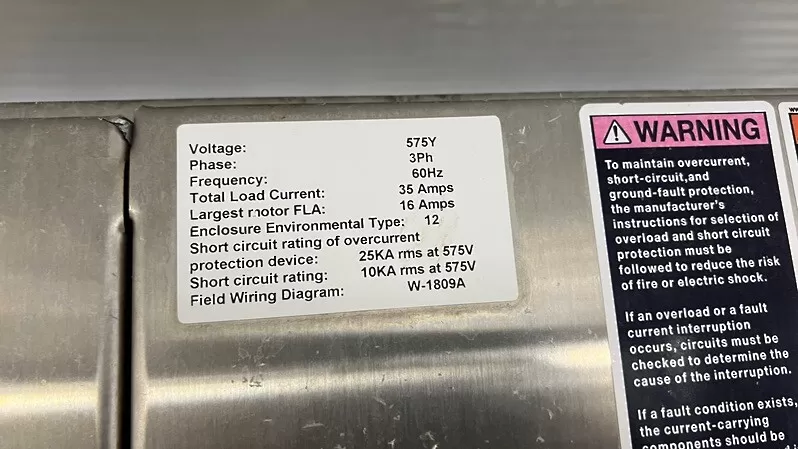 Voltage: 575Y
Phase: 3Ph
Frequency: 60Hz
Total Load Current: 35 Amps
Largest motor FLA: 16 Amps
Enclosure Environmental Type: 12
Short circuit rating of overcurrent
protection device: 25KA rms at 575V
Short circuit rating: 10KA rms at 575V
Field Wiring Diagram: W-1809A
WARNING
To maintain overcurrent,
short-circuit,and
ground-fault protection,
the manufacturer's
instructions for selection of
overload and short circuit
protection must be
followed to reduce the risk
of fire or electric shock.
If an overload or a fault
current interruption
occurs, circuits must be
checked to determine the
cause of the interruption.
If a fault condition exists,
the current-carrying
components should be